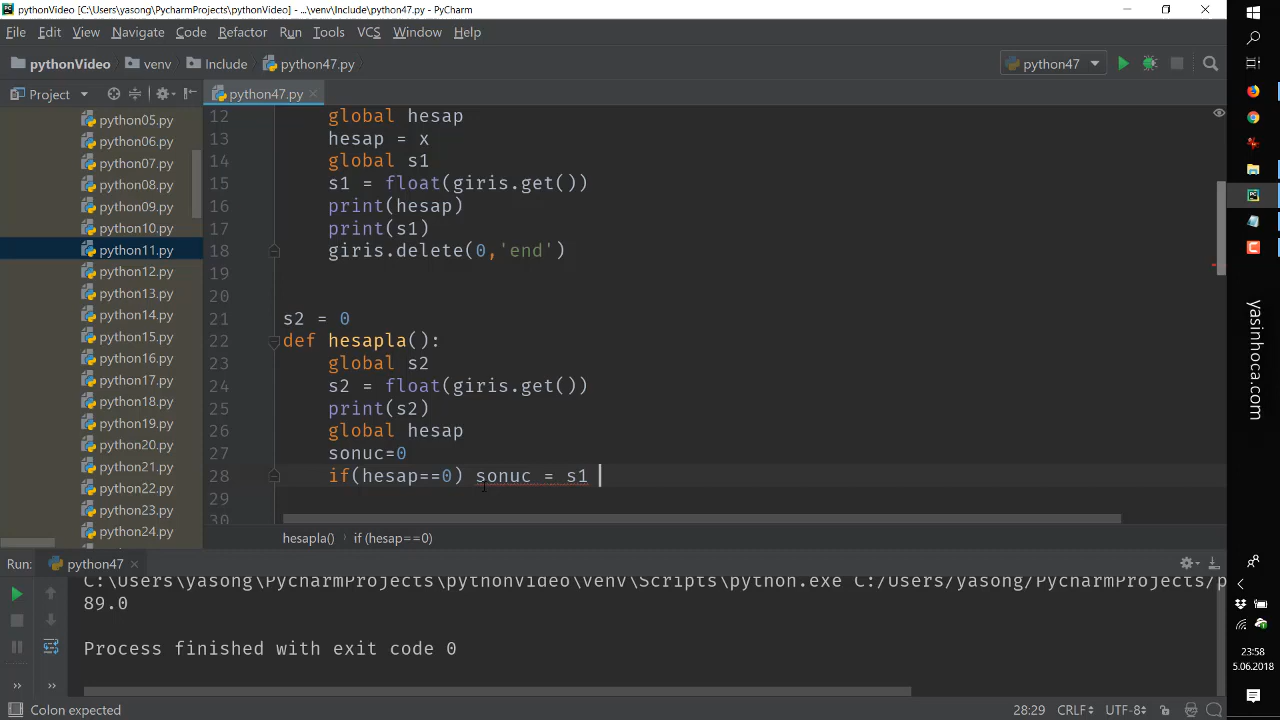 pythonVideo [C:\Users\yasong\PycharmProjects\pythonVideo] - ...\venv\Include\python47.py - PyCharm
File Edit View Navigate Code Refactor Run Tools VCS Window Help
pythonVideo venv Include python47.py python47
Project python47.py
python05.py
python06.py
python07.py
python08.py
python09.py
python10.py
python11.py
python12.py
python13.py
python14.py
python15.py
python16.py
python17.py
python18.py
python19.py
python20.py
python21.py
python22.py
python23.py
python24.py
12 global hesap
13 hesap = x
14 global s1
15 s1 = float(giris.get())
16 print(hesap)
17 print(s1)
18 giris.delete(0,'end')
19
20
21 s2 = 0
22 def hesapla():
23 global s2
24 s2 = float(giris.get())
25 print(s2)
26 global hesap
27 sonuc=0
28 if(hesap==0) sonuc = s1
29
30
hesapla() if (hesap==0)
Run: python47
C:\Users\yasong\PycharmProjects\pythonVideo\venv\Scripts\python.exe C:/Users/yasong/PycharmProjects/p
89.0
Process finished with exit code 0
Colon expected 28:29 CRLF UTF-8
yasinhoca.com
23:58
5.06.2018